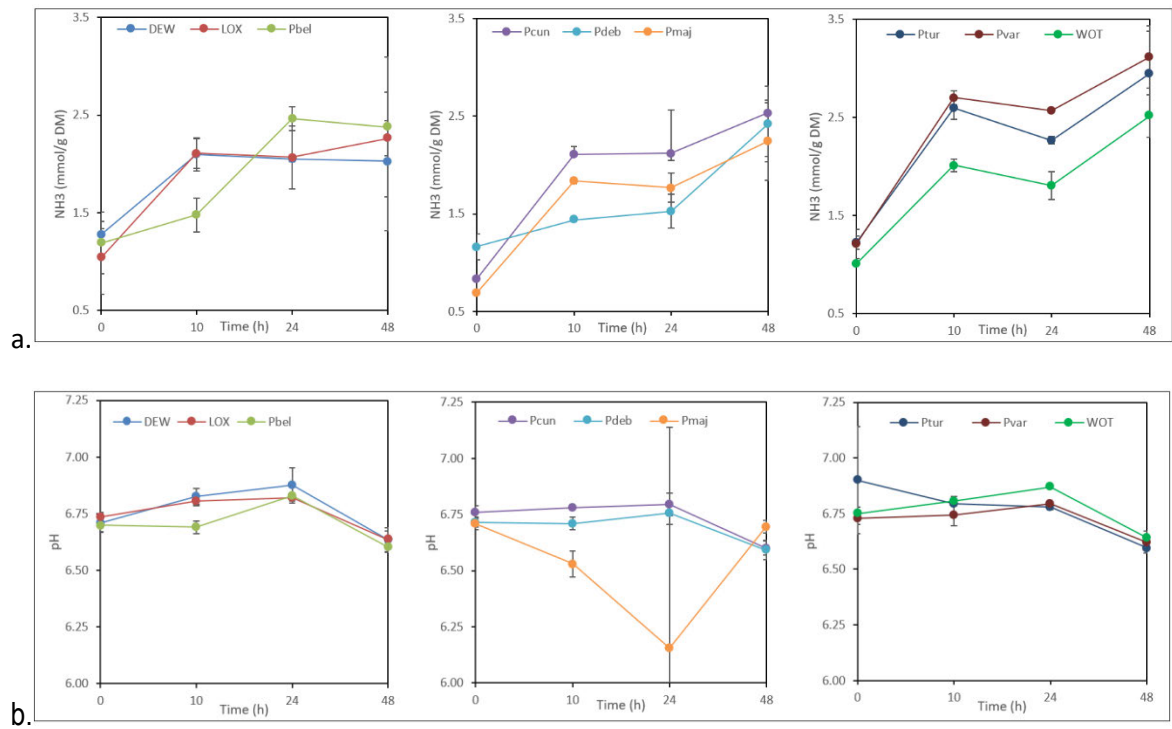 DEW LOX Pbel
3.5
2.5
1.5
0.5
NH3 (mmol/g DM)
0 10 24 48
Time (h)
Pcun Pdeb Pmaj
3.5
2.5
1.5
0.5
NH3 (mmol/g DM)
0 10 24 48
Time (h)
Ptur Pvar WOT
3.5
2.5
1.5
0.5
NH3 (mmol/g DM)
0 10 24 48
Time (h)
a.
DEW LOX Pbel
7.25
7.00
6.75
6.50
6.25
6.00
pH
0 10 24 48
Time (h)
Pcun Pdeb Pmaj
7.25
7.00
6.75
6.50
6.25
6.00
pH
0 10 24 48
Time (h)
Ptur Pvar WOT
7.25
7.00
6.75
6.50
6.25
6.00
pH
0 10 24 48
Time (h)
b.